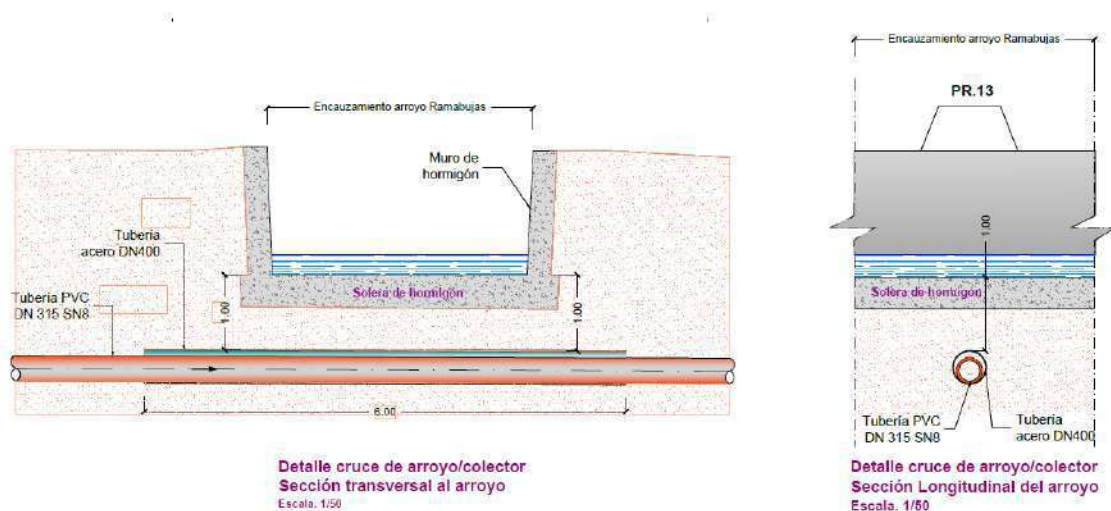 Encauzamiento arroyo Ramabujas
Muro de
hormigón
Tubería
acero DN400
Tubería PVC
DN 315 SN8
Solera de hormigón
1.00
1.00
6.00
Detalle cruce de arroyo/colector
Sección transversal al arroyo
Escala. 1/50
Encauzamiento arroyo Ramabujas
PR.13
1.00
Solera de hormigón
Tubería PVC
DN 315 SN8
Tubería
acero DN400
Detalle cruce de arroyo/colector
Sección Longitudinal del arroyo
Escala. 1/50